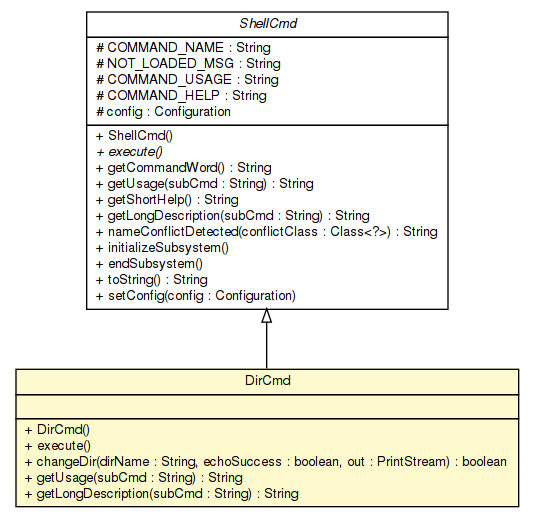 ShellCmd
# COMMAND_NAME : String
# NOT_LOADED_MSG : String
# COMMAND_USAGE : String
# COMMAND_HELP : String
# config : Configuration
+ ShellCmd()
+ execute()
+ getCommandWord() : String
+ getUsage(subCmd : String) : String
+ getShortHelp() : String
+ getLongDescription(subCmd : String) : String
+ nameConflictDetected(conflictClass : Class<?>) : String
+ initializeSubsystem()
+ endSubsystem()
+ toString() : String
+ setConfig(config : Configuration)
DirCmd
+ DirCmd()
+ execute()
+ changeDir(dirName : String, echoSuccess : boolean, out : PrintStream) : boolean
+ getUsage(subCmd : String) : String
+ getLongDescription(subCmd : String) : String